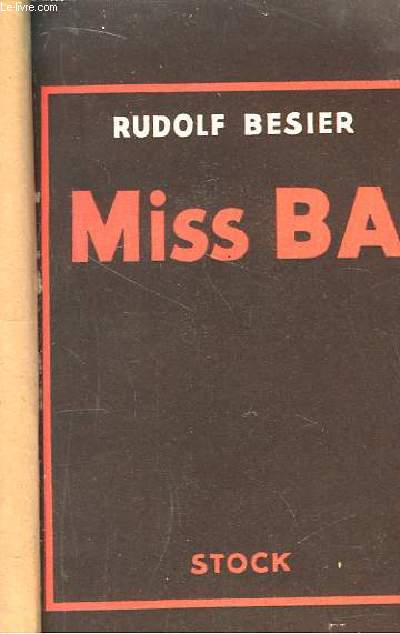 Le-livre.com
RUDOLF BESIER
Miss BA
STOCK